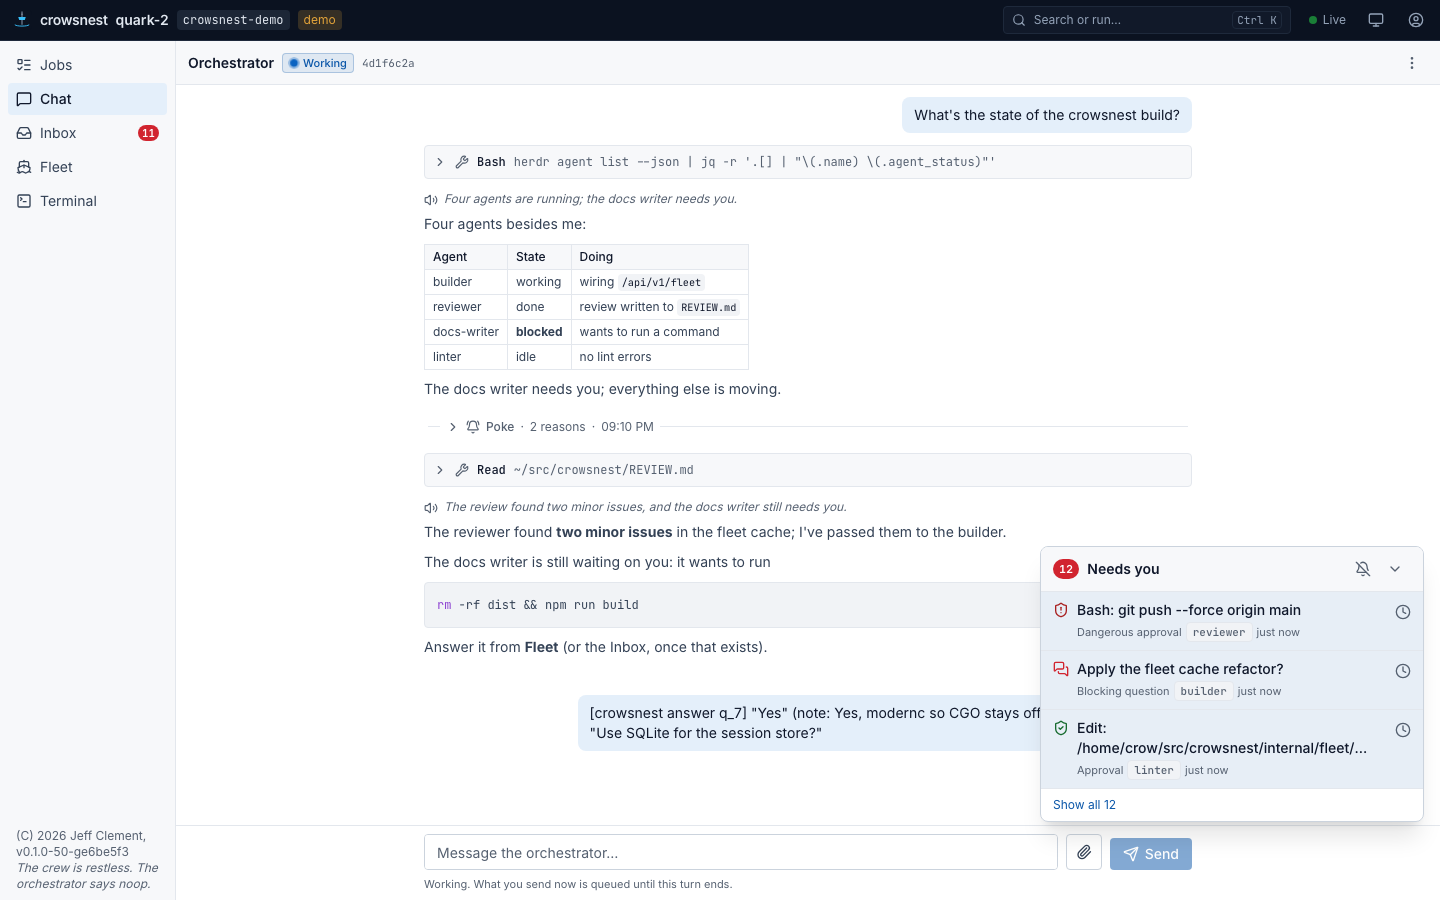 crowsnest quark-2 crowsnest-demo demo
Search or run... Ctrl K
Live
Jobs
Chat
Inbox 11
Fleet
Terminal
Orchestrator Working 4d1f6c2a
What's the state of the crowsnest build?
Bash herdr agent list --json | jq -r '.[] | "\(.name) \(.agent_status)"'
Four agents are running; the docs writer needs you.
Four agents besides me:
Agent State Doing
builder working wiring /api/v1/fleet
reviewer done review written to REVIEW.md
docs-writer blocked wants to run a command
linter idle no lint errors
The docs writer needs you; everything else is moving.
Poke · 2 reasons · 09:10 PM
Read ~/src/crowsnest/REVIEW.md
The review found two minor issues, and the docs writer still needs you.
The reviewer found two minor issues in the fleet cache; I've passed them to the builder.
The docs writer is still waiting on you: it wants to run
rm -rf dist && npm run build
Answer it from Fleet (or the Inbox, once that exists).
[crowsnest answer q_7] "Yes" (note: Yes, modernc so CGO stays off
"Use SQLite for the session store?"
12 Needs you
Bash: git push --force origin main
Dangerous approval reviewer just now
Apply the fleet cache refactor?
Blocking question builder just now
Edit:
/home/crow/src/crowsnest/internal/fleet/...
Approval linter just now
Show all 12
Message the orchestrator...
Send
Working. What you send now is queued until this turn ends.
(C) 2026 Jeff Clement,
v0.1.0-50-ge6be5f3
The crew is restless. The
orchestrator says noop.